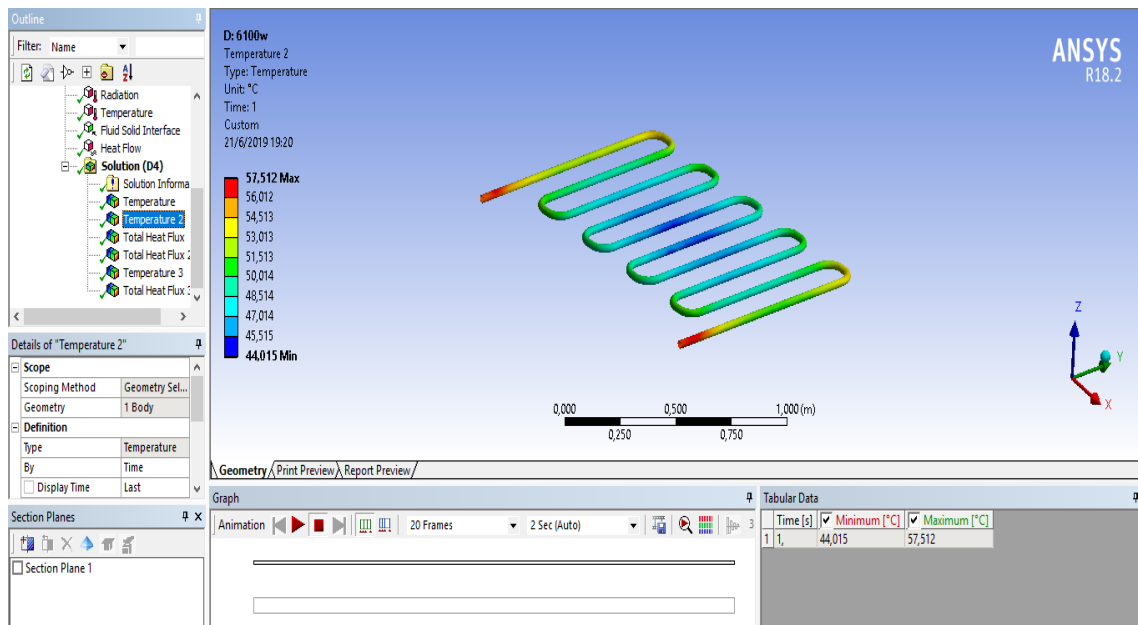 Outline
Filter: Name
Radiation
Temperature
Fluid Solid Interface
Heat Flow
Solution (D4)
Solution Informa
Temperature
Temperature 2
Total Heat Flux
Total Heat Flux 2
Temperature 3
Total Heat Flux 3
Details of "Temperature 2"
Scope
Scoping Method Geometry Sel...
Geometry 1 Body
Definition
Type Temperature
By Time
Display Time Last
Section Planes
Section Plane 1
D: 6100w
Temperature 2
Type: Temperature
Unit: °C
Time: 1
Custom
21/6/2019 19:20
57,512 Max
56,012
54,513
53,013
51,513
50,014
48,514
47,014
45,515
44,015 Min
ANSYS
R18.2
Z
Y
X
0,000 0,500 1,000 (m)
0,250 0,750
Geometry Print Preview Report Preview
Graph
Animation 20 Frames 2 Sec (Auto) 3
Tabular Data
Time [s] Minimum [°C] Maximum [°C]
1 1, 44,015 57,512